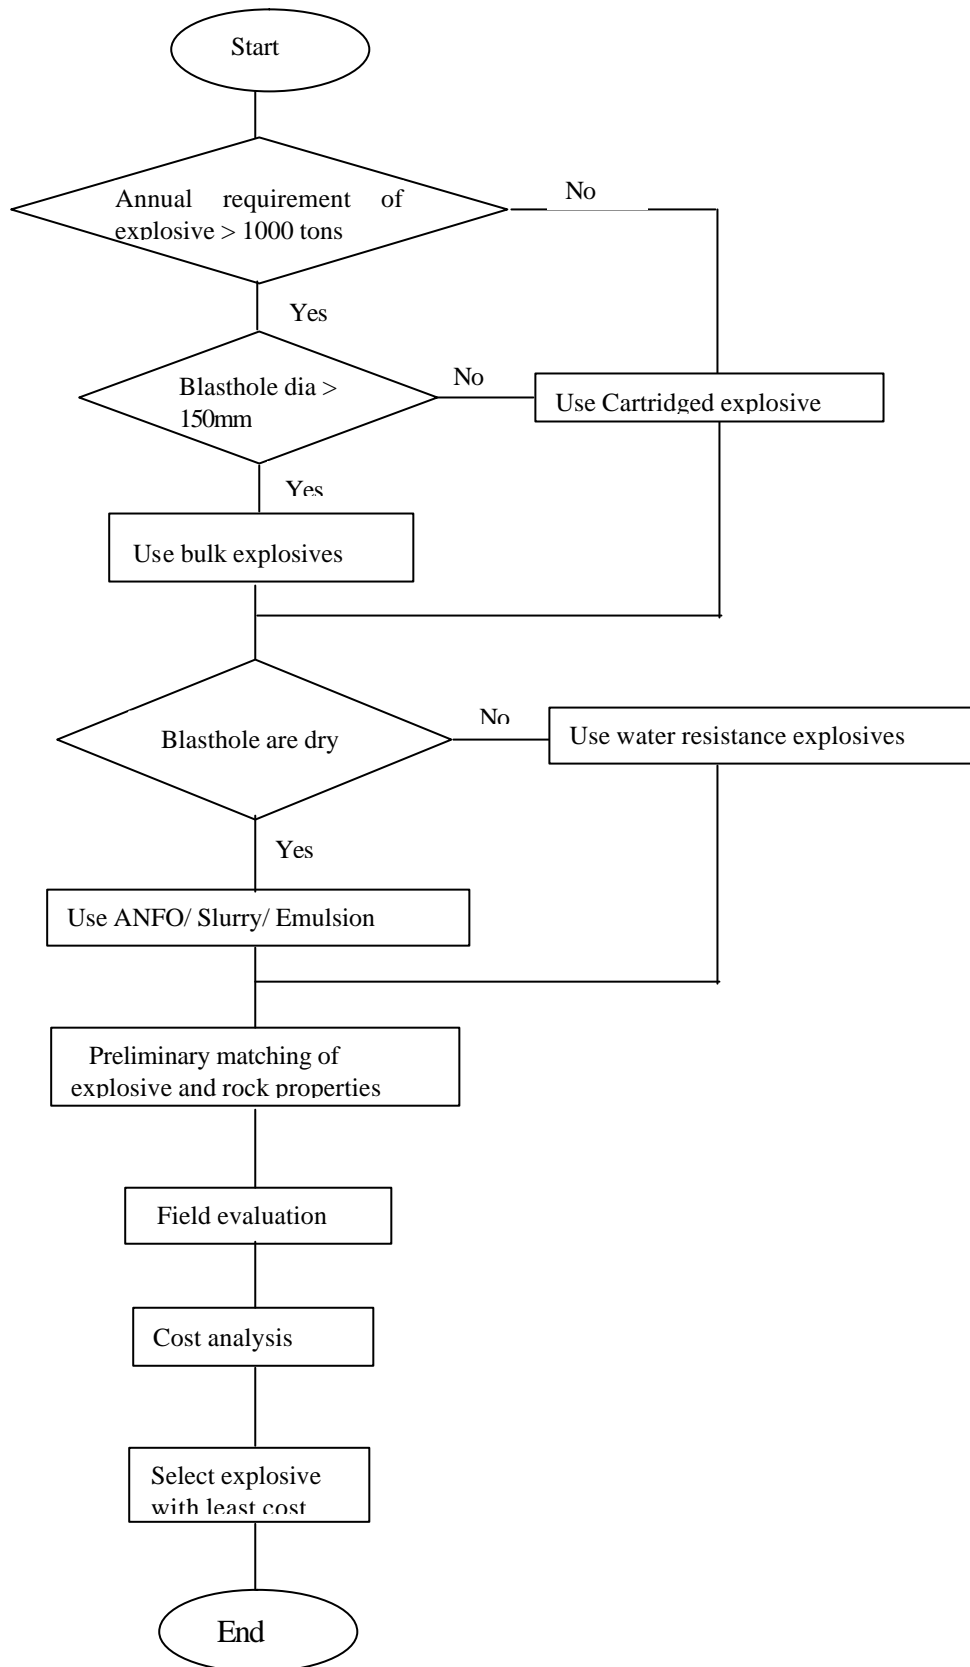 Start
Annual requirement of
explosive > 1000 tons
No
Yes
Blasthole dia >
150mm
No
Use Cartridged explosive
Yes
Use bulk explosives
Blasthole are dry
No
Use water resistance explosives
Yes
Use ANFO/ Slurry/ Emulsion
Preliminary matching of
explosive and rock properties
Field evaluation
Cost analysis
Select explosive
with least cost
End